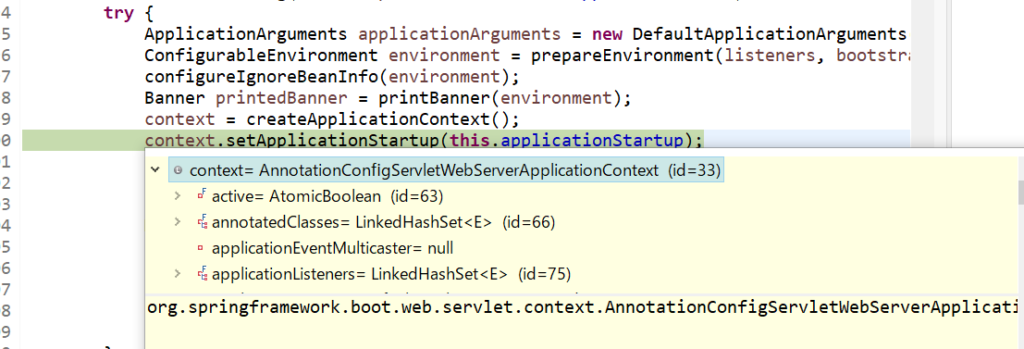 4 try {
5 ApplicationArguments applicationArguments = new DefaultApplicationArguments
6 ConfigurableEnvironment environment = prepareEnvironment(listeners, bootstra
7 configureIgnoreBeanInfo(environment);
8 Banner printedBanner = printBanner(environment);
9 context = createApplicationContext();
0 context.setApplicationStartup(this.applicationStartup);
1
context= AnnotationConfigServletWebServerApplicationContext (id=33)
2
active= AtomicBoolean (id=63)
3
annotatedClasses= LinkedHashSet<E> (id=66)
4
5 applicationEventMulticaster= null
6 applicationListeners= LinkedHashSet<E> (id=75)
7
8 org.springframework.boot.web.servlet.context.AnnotationConfigServletWebServerApplicati
9